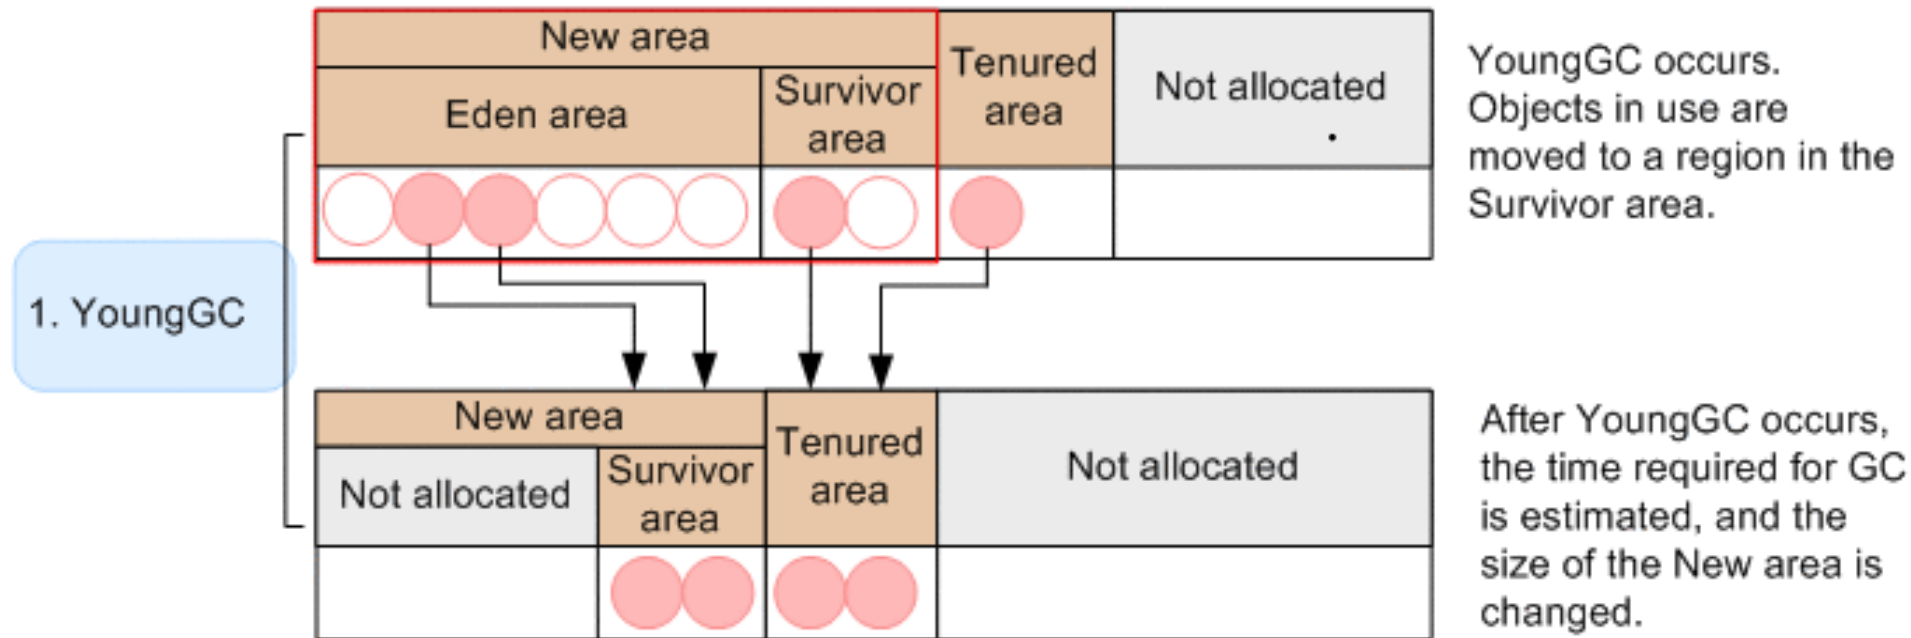 New area
Eden area
Survivor
area
Tenured
area
Not allocated
YoungGC occurs.
Objects in use are
moved to a region in the
Survivor area.
1. YoungGC
New area
Not allocated
Survivor
area
Tenured
area
Not allocated
After YoungGC occurs,
the time required for GC
is estimated, and the
size of the New area is
changed.